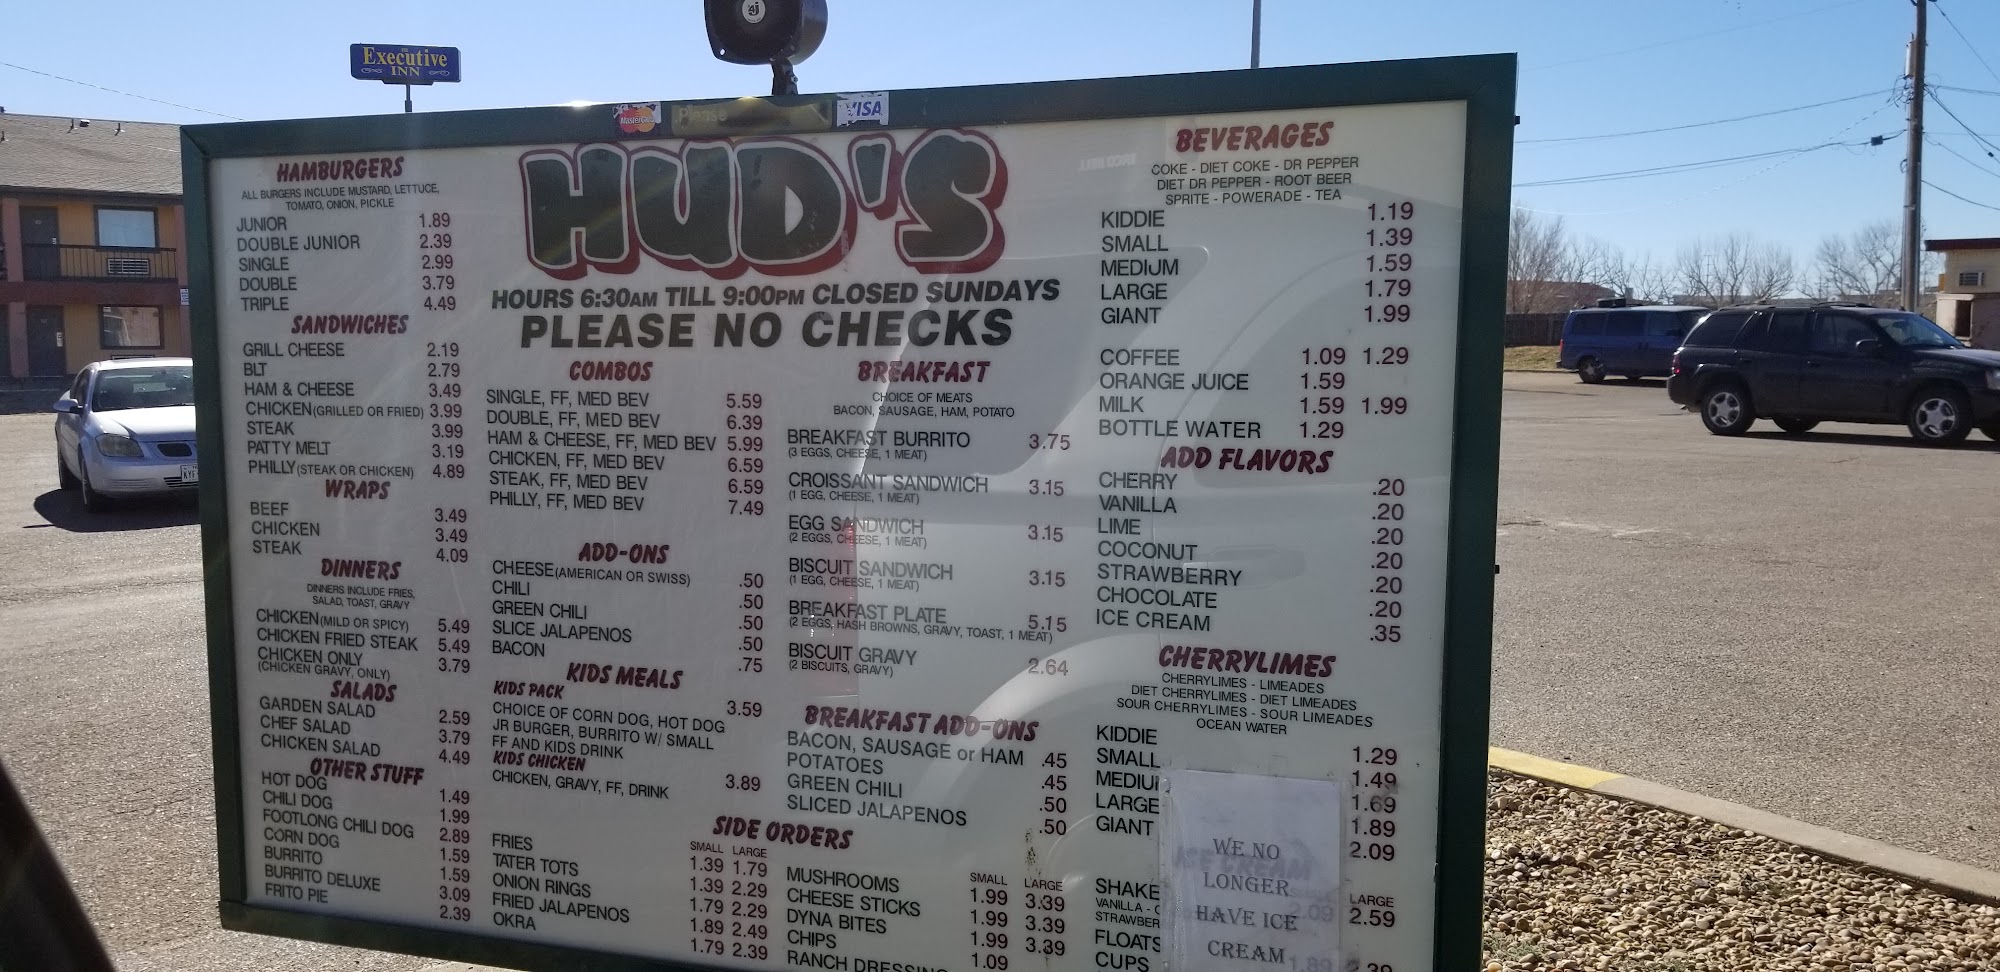 Executive
INN
MasterCard
Please
VISA
HUD'S
HOURS 6:30AM TILL 9:00PM CLOSED SUNDAYS
PLEASE NO CHECKS
HAMBURGERS
ALL BURGERS INCLUDE MUSTARD, LETTUCE,
TOMATO, ONION, PICKLE
JUNIOR 1.89
DOUBLE JUNIOR 2.39
SINGLE 2.99
DOUBLE 3.79
TRIPLE 4.49
SANDWICHES
GRILL CHEESE 2.19
BLT 2.79
HAM & CHEESE 3.49
CHICKEN (GRILLED OR FRIED) 3.99
STEAK 3.99
PATTY MELT 3.19
PHILLY (STEAK OR CHICKEN) 4.89
WRAPS
BEEF 3.49
CHICKEN 3.49
STEAK 4.09
DINNERS
DINNERS INCLUDE FRIES,
SALAD, TOAST, GRAVY
CHICKEN (MILD OR SPICY) 5.49
CHICKEN FRIED STEAK 5.49
CHICKEN ONLY 3.79
(CHICKEN GRAVY, ONLY)
SALADS
GARDEN SALAD 2.59
CHEF SALAD 3.79
CHICKEN SALAD 4.49
OTHER STUFF
HOT DOG 1.49
CHILI DOG 1.99
FOOTLONG CHILI DOG 2.89
CORN DOG 1.59
BURRITO 1.59
BURRITO DELUXE 3.09
FRITO PIE 2.39
COMBOS
SINGLE, FF, MED BEV 5.59
DOUBLE, FF, MED BEV 6.39
HAM & CHEESE, FF, MED BEV 5.99
CHICKEN, FF, MED BEV 6.59
STEAK, FF, MED BEV 6.59
PHILLY, FF, MED BEV 7.49
ADD-ONS
CHEESE (AMERICAN OR SWISS) .50
CHILI .50
GREEN CHILI .50
SLICE JALAPENOS .50
BACON .75
KIDS MEALS
KIDS PACK 3.59
CHOICE OF CORN DOG, HOT DOG
JR BURGER, BURRITO W/ SMALL
FF AND KIDS DRINK
KIDS CHICKEN 3.89
CHICKEN, GRAVY, FF, DRINK
BREAKFAST
CHOICE OF MEATS
BACON, SAUSAGE, HAM, POTATO
BREAKFAST BURRITO 3.75
(3 EGGS, CHEESE, 1 MEAT)
CROISSANT SANDWICH 3.15
(1 EGG, CHEESE, 1 MEAT)
EGG SANDWICH 3.15
(2 EGGS, CHEESE, 1 MEAT)
BISCUIT SANDWICH 3.15
(1 EGG, CHEESE, 1 MEAT)
BREAKFAST PLATE 5.15
(2 EGGS, HASH BROWNS, GRAVY, TOAST, 1 MEAT)
BISCUIT GRAVY 2.64
(2 BISCUITS, GRAVY)
BREAKFAST ADD-ONS
BACON, SAUSAGE or HAM .45
POTATOES .45
GREEN CHILI .50
SLICED JALAPENOS .50
SIDE ORDERS
SMALL LARGE
FRIES 1.39 1.79
TATER TOTS 1.39 2.29
ONION RINGS 1.79 2.29
FRIED JALAPENOS 1.89 2.49
OKRA 1.79 2.39
SMALL LARGE
MUSHROOMS 1.99 3.39
CHEESE STICKS 1.99 3.39
DYNA BITES 1.99 3.39
CHIPS 1.09
RANCH DRESSING
BEVERAGES
COKE - DIET COKE - DR PEPPER
DIET DR PEPPER - ROOT BEER
SPRITE - POWERADE - TEA
KIDDIE 1.19
SMALL 1.39
MEDIUM 1.59
LARGE 1.79
GIANT 1.99
COFFEE 1.09 1.29
ORANGE JUICE 1.59
MILK 1.59 1.99
BOTTLE WATER 1.29
ADD FLAVORS
CHERRY .20
VANILLA .20
LIME .20
COCONUT .20
STRAWBERRY .20
CHOCOLATE .20
ICE CREAM .35
CHERRYLIMES
CHERRYLIMES - LIMEADES
DIET CHERRYLIMES - DIET LIMEADES
SOUR CHERRYLIMES - SOUR LIMEADES
OCEAN WATER
KIDDIE 1.29
SMALL 1.49
MEDIU 1.69
LARGE 1.89
GIANT 2.09
LARGE
SHAKE 2.09 2.59
VANILLA - C
STRAWBER
FLOATS 1.89 2.39
CUPS
WE NO
LONGER
HAVE ICE
CREAM